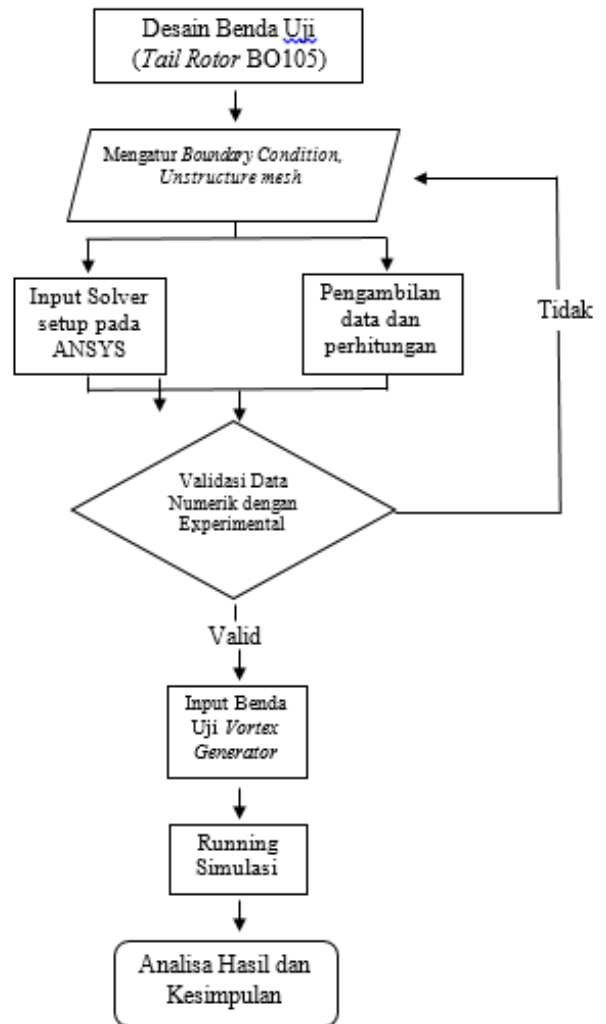 Desain Benda Uji
(Tail Rotor BO105)
Mengatur Boundary Condition,
Unstructure mesh
Input Solver
setup pada
ANSYS
Pengambilan
data dan
perhitungan
Tidak
Validasi Data
Numerik dengan
Experimental
Valid
Input Benda
Uji Vortex
Generator
Running
Simulasi
Analisa Hasil dan
Kesimpulan